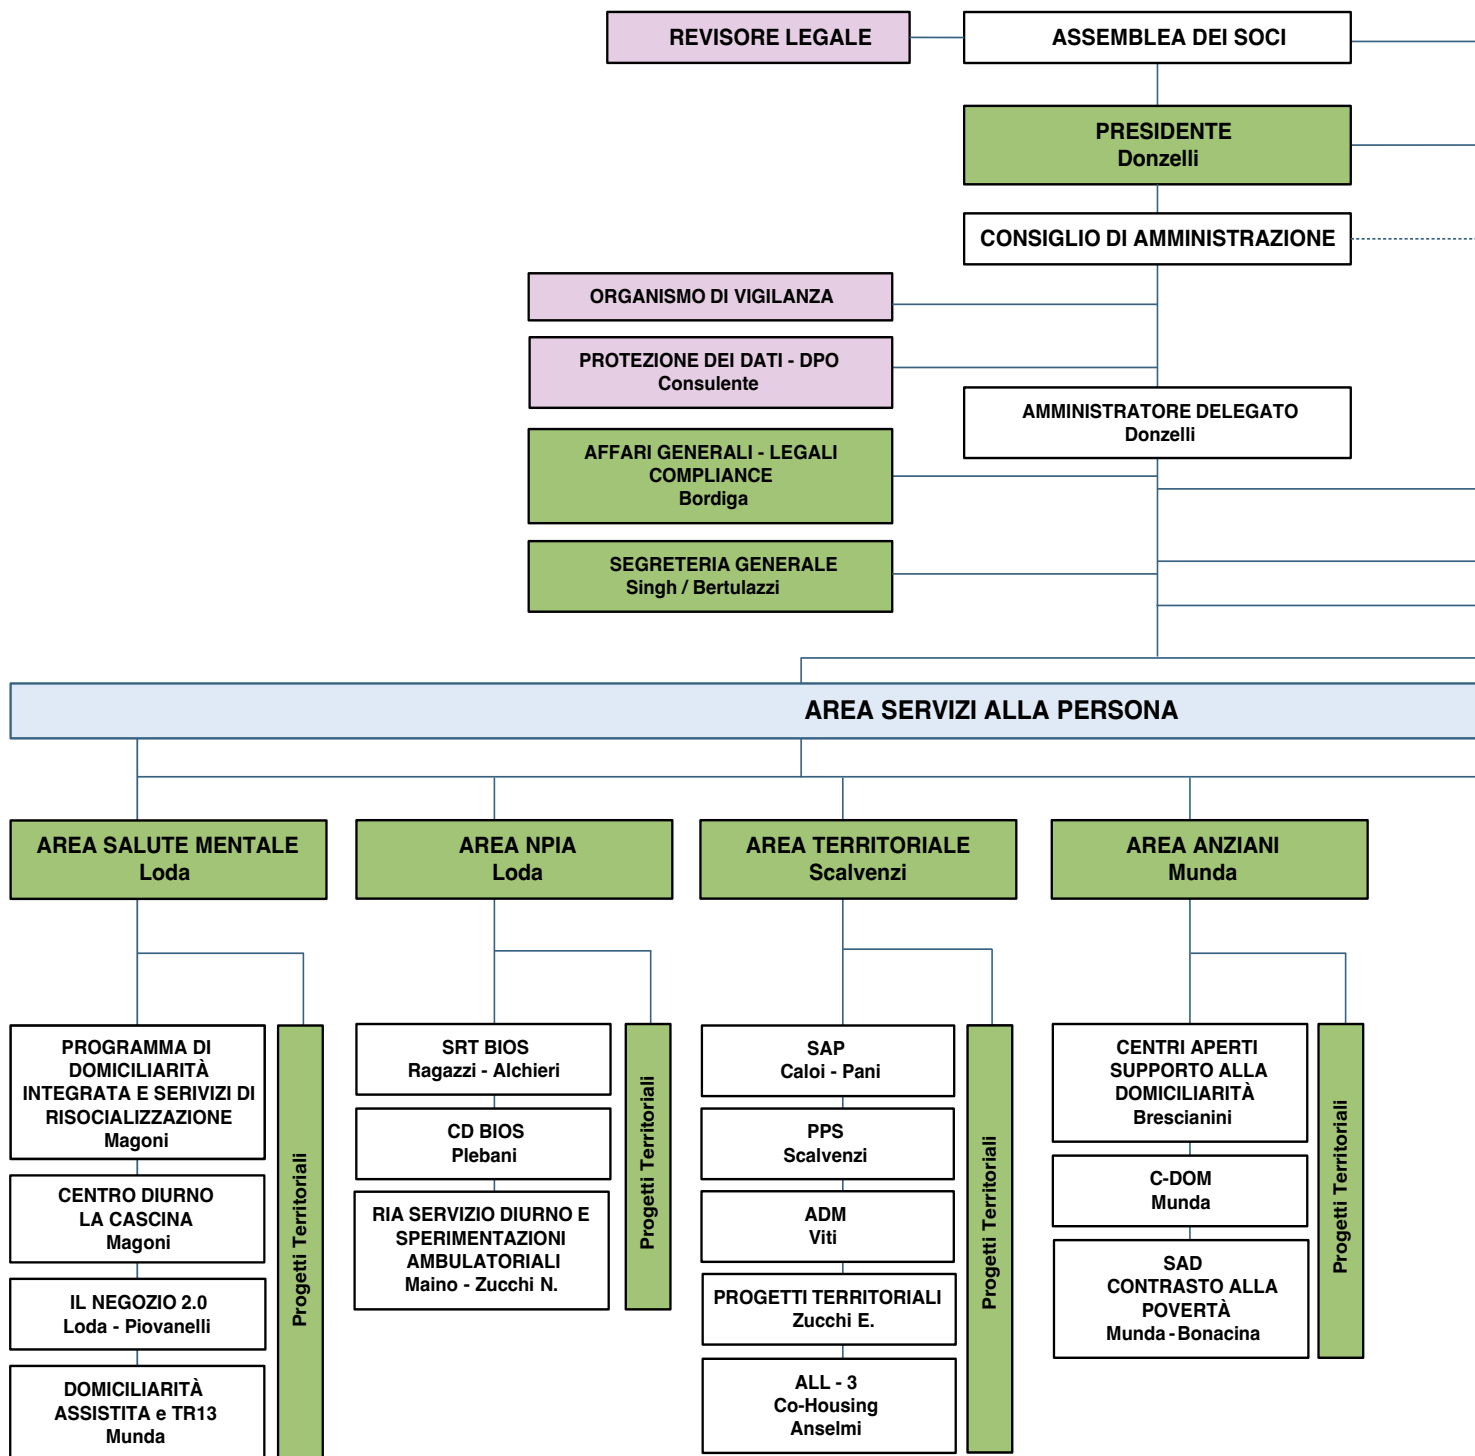 REVISORE LEGALE
ASSEMBLEA DEI SOCI
PRESIDENTE
Donzelli
CONSIGLIO DI AMMINISTRAZIONE
ORGANISMO DI VIGILANZA
PROTEZIONE DEI DATI - DPO
Consulente
AMMINISTRATORE DELEGATO
Donzelli
AFFARI GENERALI - LEGALI
COMPLIANCE
Bordiga
SEGRETERIA GENERALE
Singh / Bertulazzi
AREA SERVIZI ALLA PERSONA
AREA SALUTE MENTALE
Loda
AREA NPIA
Loda
AREA TERRITORIALE
Scalvenzi
AREA ANZIANI
Munda
PROGRAMMA DI
DOMICILIARITÀ
INTEGRATA E SERIVIZI DI
RISOCIALIZZAZIONE
Magoni
CENTRO DIURNO
LA CASCINA
Magoni
IL NEGOZIO 2.0
Loda - Piovanelli
DOMICILIARITÀ
ASSISTITA e TR13
Munda
Progetti Territoriali
SRT BIOS
Ragazzi - Alchieri
CD BIOS
Plebani
RIA SERVIZIO DIURNO E
SPERIMENTAZIONI
AMBULATORIALI
Maino - Zucchi N.
Progetti Territoriali
SAP
Caloi - Pani
PPS
Scalvenzi
ADM
Viti
PROGETTI TERRITORIALI
Zucchi E.
ALL - 3
Co-Housing
Anselmi
Progetti Territoriali
CENTRI APERTI
SUPPORTO ALLA
DOMICILIARITÀ
Brescianini
C-DOM
Munda
SAD
CONTRASTO ALLA
POVERTÀ
Munda - Bonacina
Progetti Territoriali